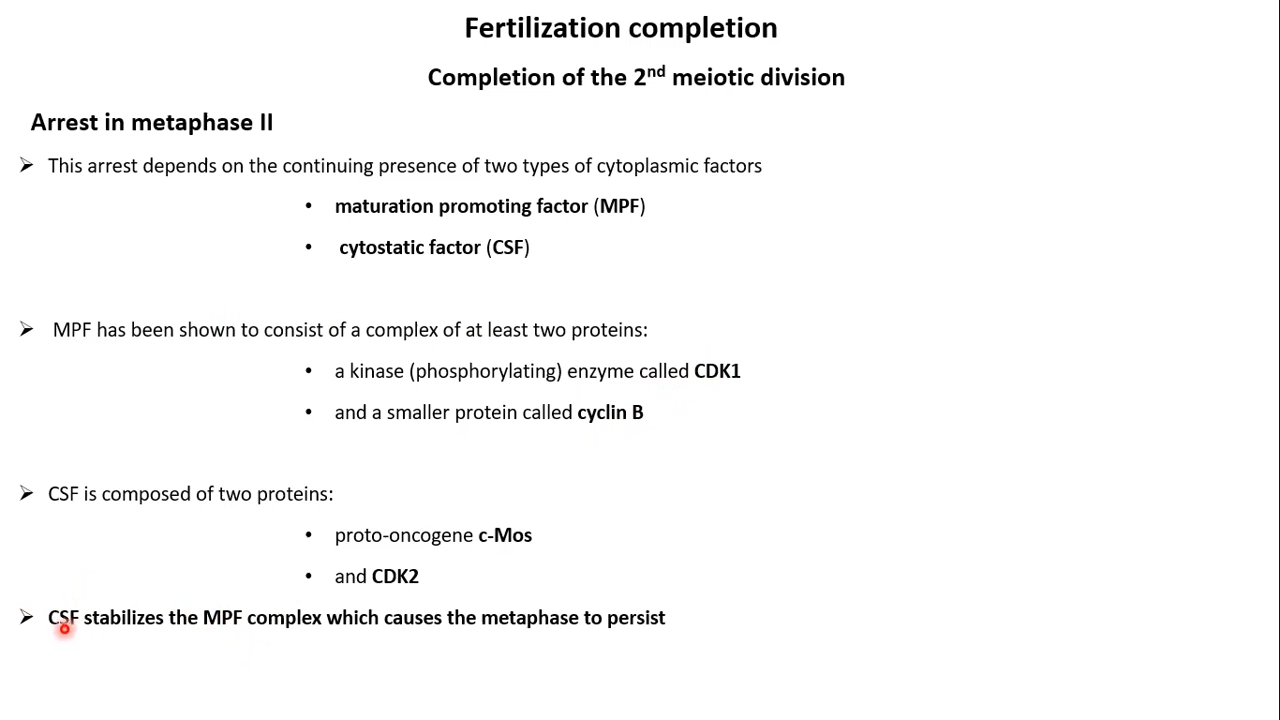 Fertilization completion
Completion of the 2nd meiotic division
Arrest in metaphase II
➢ This arrest depends on the continuing presence of two types of cytoplasmic factors
• maturation promoting factor (MPF)
• cytostatic factor (CSF)
➢ MPF has been shown to consist of a complex of at least two proteins:
• a kinase (phosphorylating) enzyme called CDK1
• and a smaller protein called cyclin B
➢ CSF is composed of two proteins:
• proto-oncogene c-Mos
• and CDK2
➢ CSF stabilizes the MPF complex which causes the metaphase to persist